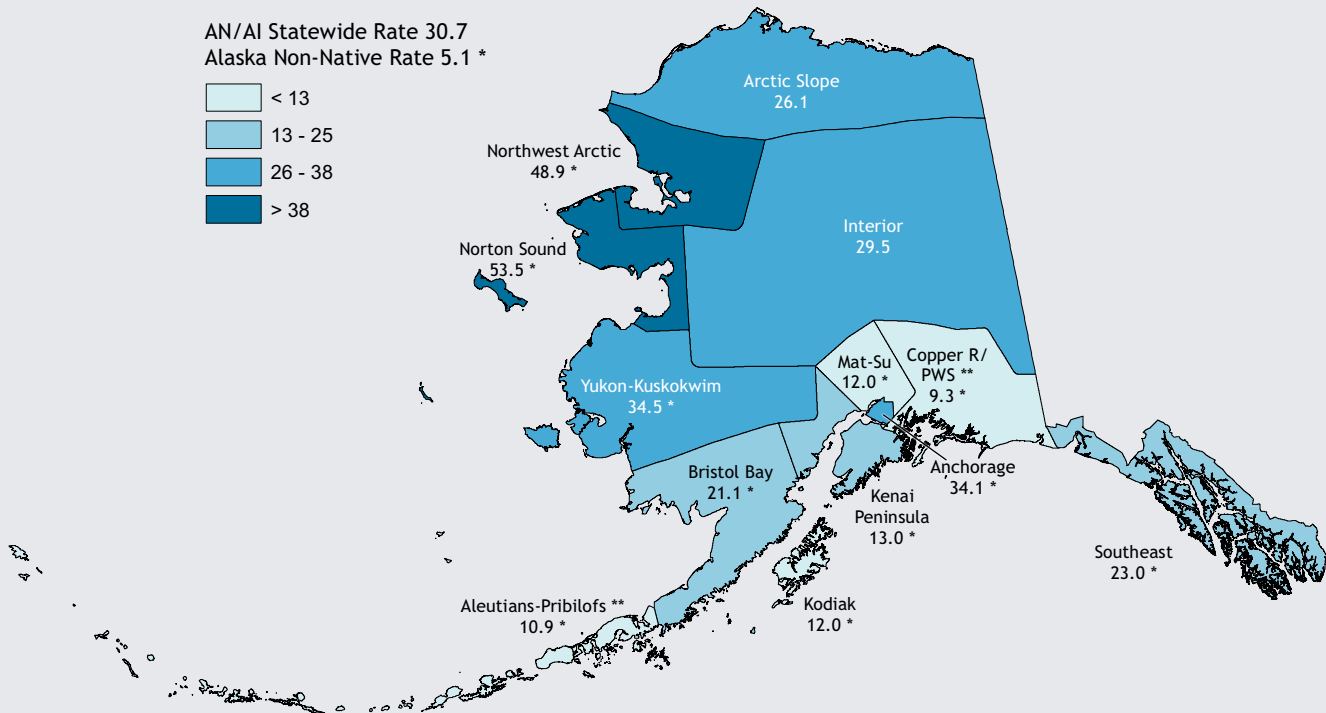 AN/AI Statewide Rate 30.7
Alaska Non-Native Rate 5.1 *
< 13
13 - 25
26 - 38
> 38
Arctic Slope
26.1
Northwest Arctic
48.9 *
Interior
29.5
Norton Sound
53.5 *
Mat-Su
12.0 *
Copper R/
PWS **
9.3 *
Yukon-Kuskokwim
34.5 *
Anchorage
34.1 *
Bristol Bay
21.1 *
Kenai
Peninsula
13.0 *
Southeast
23.0 *
Aleutians-Pribilofs **
10.9 *
Kodiak
12.0 *